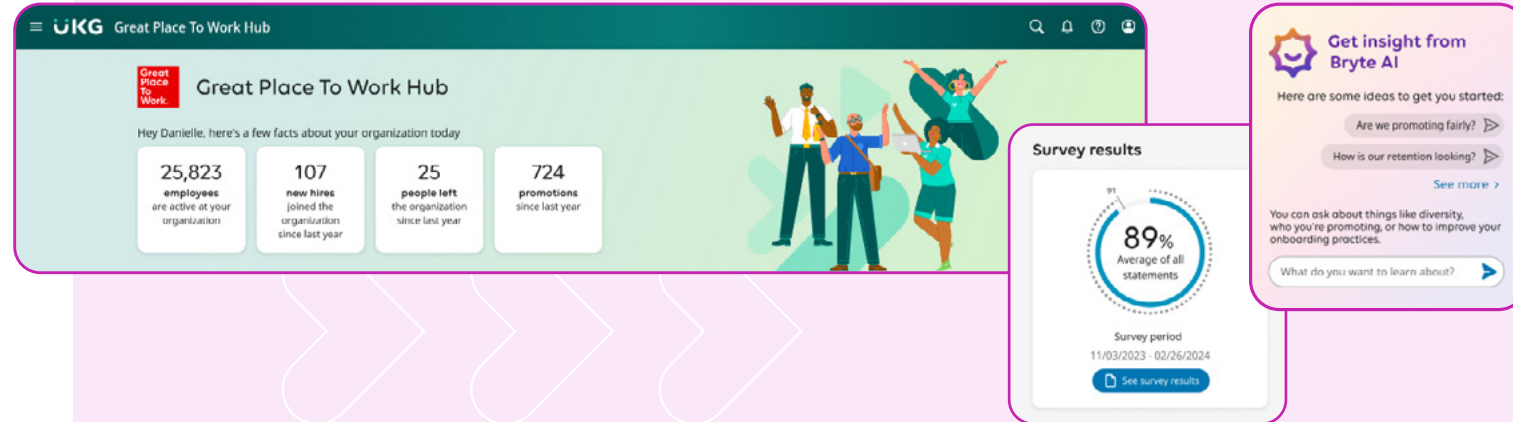 UKG Great Place To Work Hub
Great
Place
To
Work.
Great Place To Work Hub
Hey Danielle, here's a few facts about your organization today
25,823
employees
are active at your
organization
107
new hires
joined the
organization
since last year
25
people left
the organization
since last year
724
promotions
since last year
Survey results
91
89%
Average of all
statements
Survey period
11/03/2023 - 02/26/2024
See survey results
Get insight from
Bryte AI
Here are some ideas to get you started:
Are we promoting fairly?
How is our retention looking?
See more >
You can ask about things like diversity,
who you're promoting, or how to improve your
onboarding practices.
What do you want to learn about?